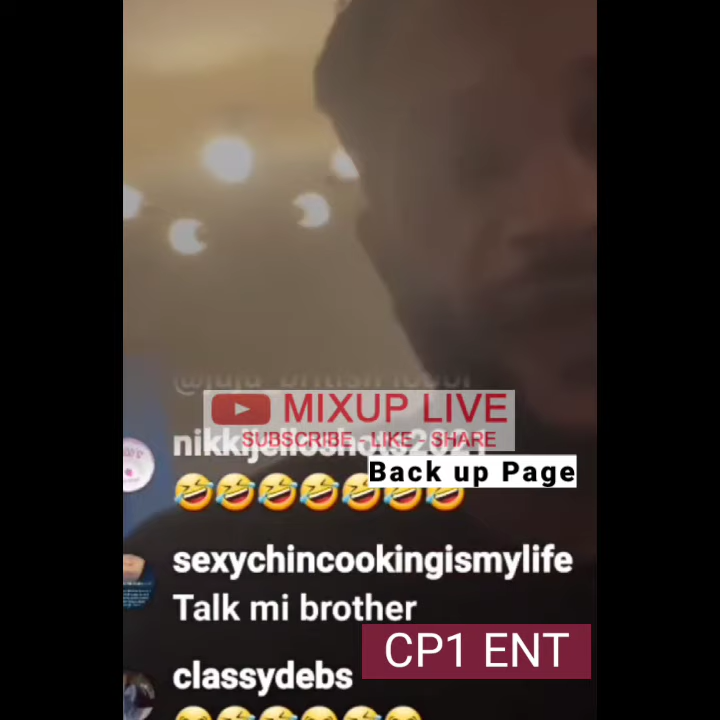 MIXUP LIVE
SUBSCRIBE - LIKE - SHARE
Back up Page
sexychincookingismylife
Talk mi brother
CP1 ENT
classydebs